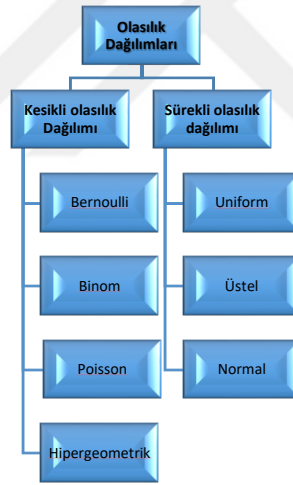 Olasılık
Dağılımları
Kesikli olasılık
Dağılımı
Sürekli olasılık
dağılımı
Bernoulli
Uniform
Binom
Üstel
Poisson
Normal
Hipergeometrik